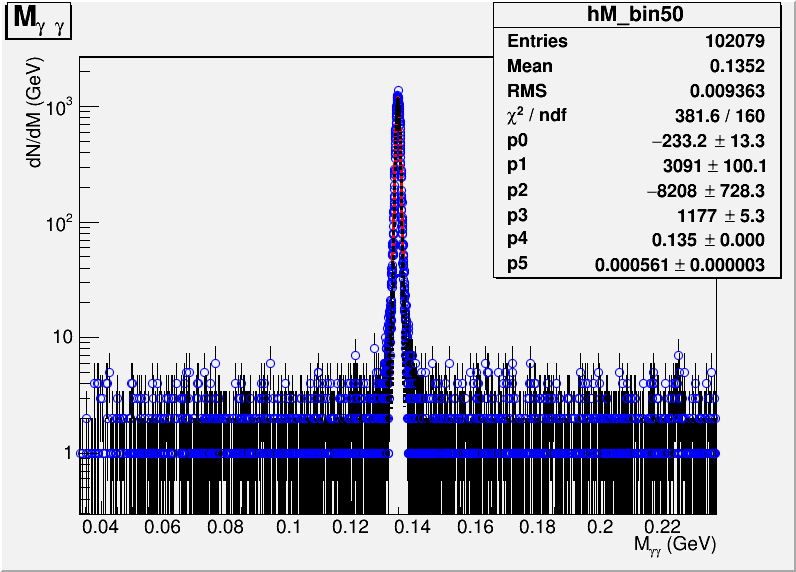 M γ γ
hM_bin50
Entries 102079
Mean 0.1352
RMS 0.009363
χ² / ndf 381.6 / 160
p0 −233.2 ± 13.3
p1 3091 ± 100.1
p2 −8208 ± 728.3
p3 1177 ± 5.3
p4 0.135 ± 0.000
p5 0.000561 ± 0.000003
dN/dM (GeV)
10³
10²
10
1
0.04 0.06 0.08 0.1 0.12 0.14 0.16 0.18 0.2 0.22
Mγγ (GeV)